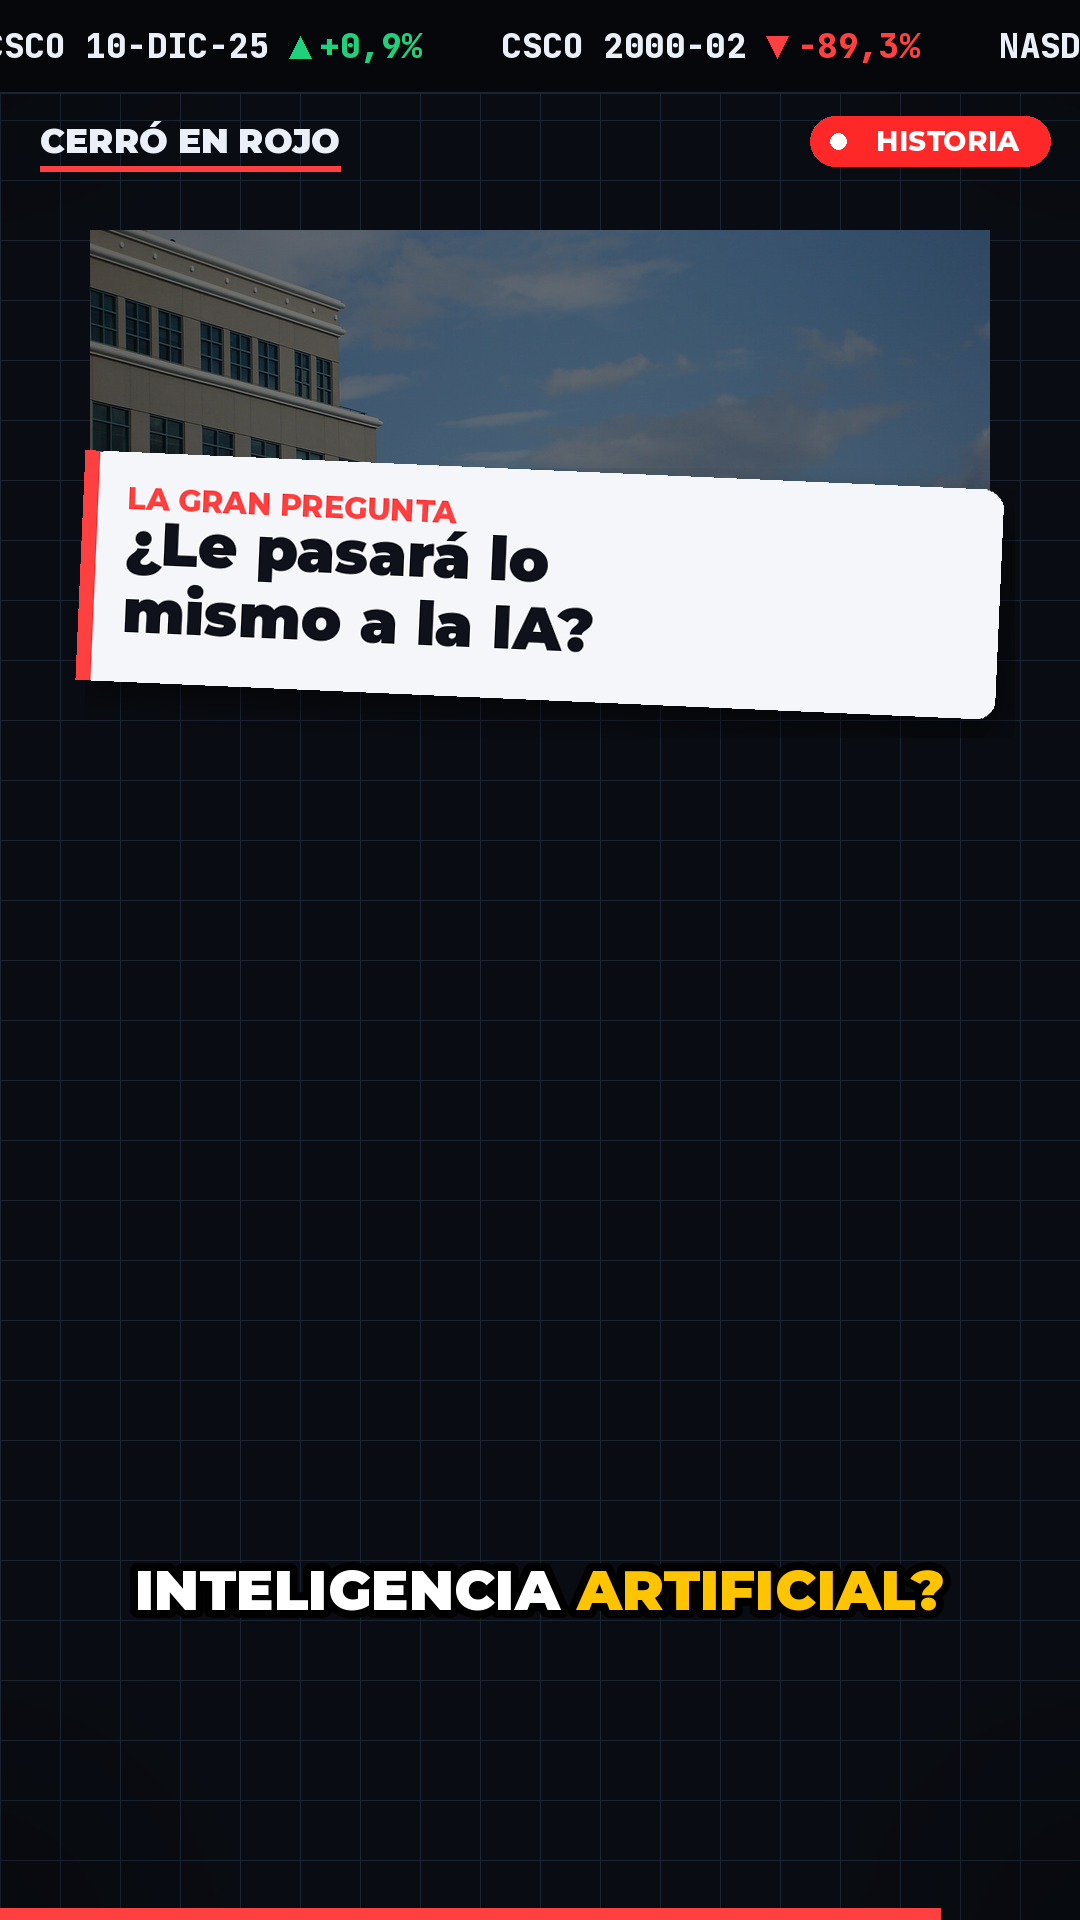 CSCO 10-DIC-25 ▲+0,9% CSCO 2000-02 ▼-89,3% NASD
CERRÓ EN ROJO
HISTORIA
LA GRAN PREGUNTA
¿Le pasará lo
mismo a la IA?
INTELIGENCIA ARTIFICIAL?